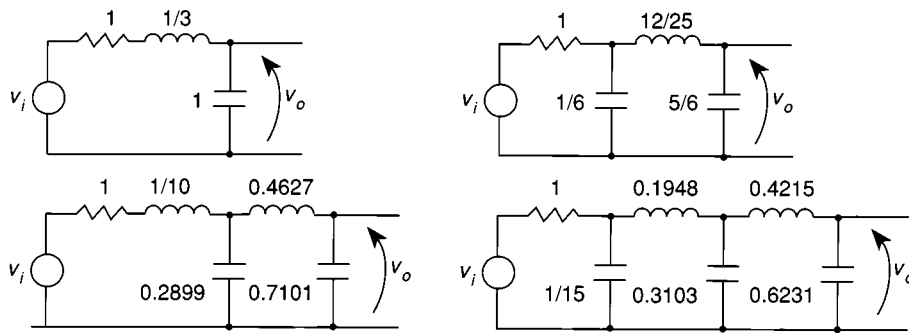 1 1/3
1
v_i
v_o
1 12/25
1/6 5/6
v_i
v_o
1 1/10 0.4627
0.2899 0.7101
v_i
v_o
1 0.1948 0.4215
1/15 0.3103 0.6231
v_i
v_o